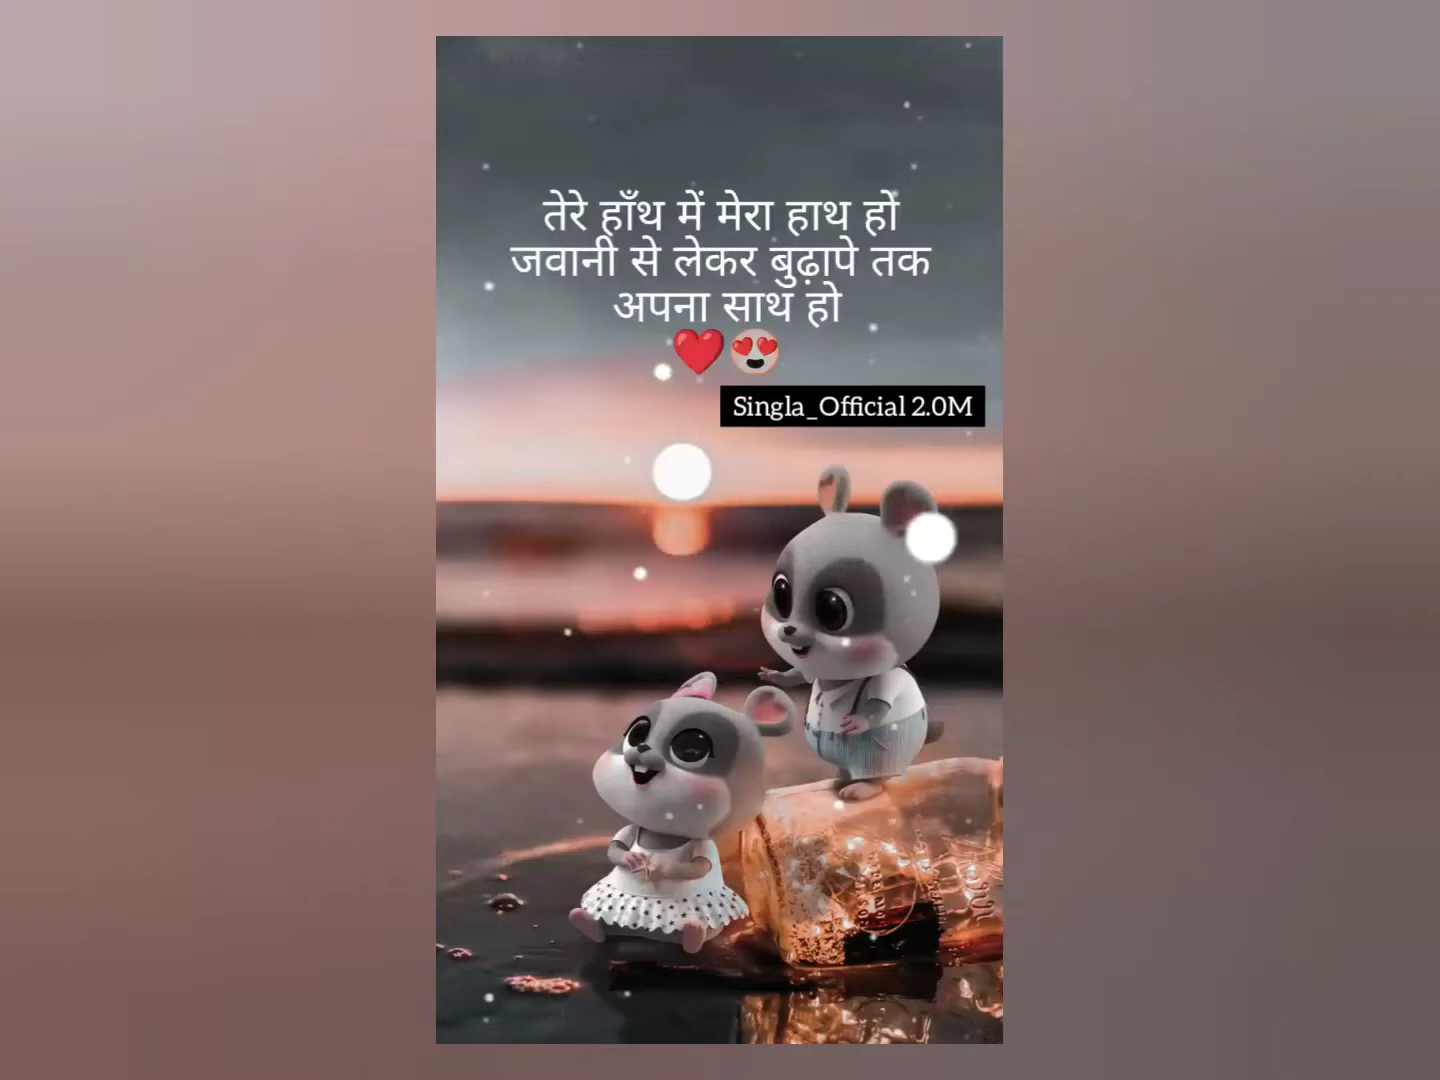 तेरे हाँथ में मेरा हाथ हो
जवानी से लेकर बुढ़ापे तक
अपना साथ हो
❤️😍
Singla_Official 2.0M